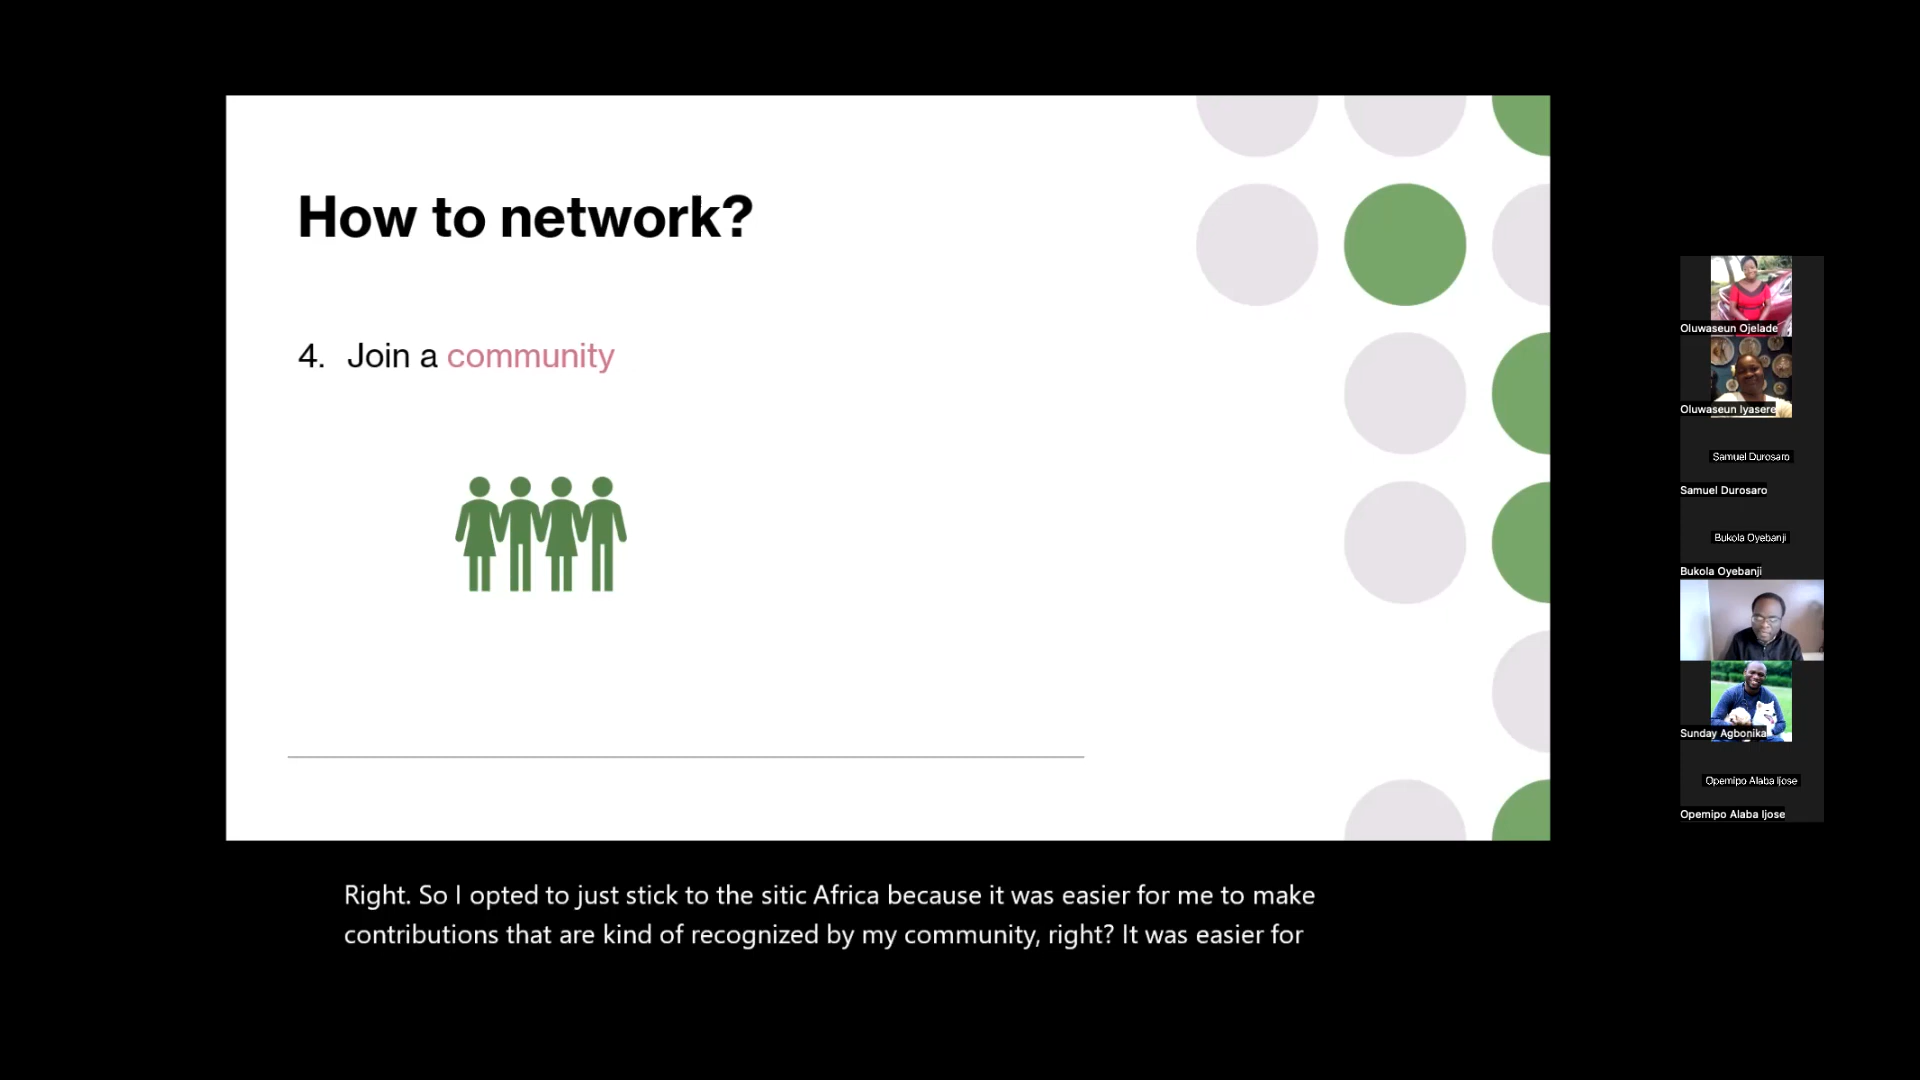 How to network?
4. Join a community
Oluwaseun Ojelade
Oluwaseun Iyasere
Samuel Durosaro
Samuel Durosaro
Bukola Oyebanji
Bukola Oyebanji
Sunday Agbonika
Opemipo Alaba Ijose
Opemipo Alaba Ijose
Right. So I opted to just stick to the sitic Africa because it was easier for me to make
contributions that are kind of recognized by my community, right? It was easier for